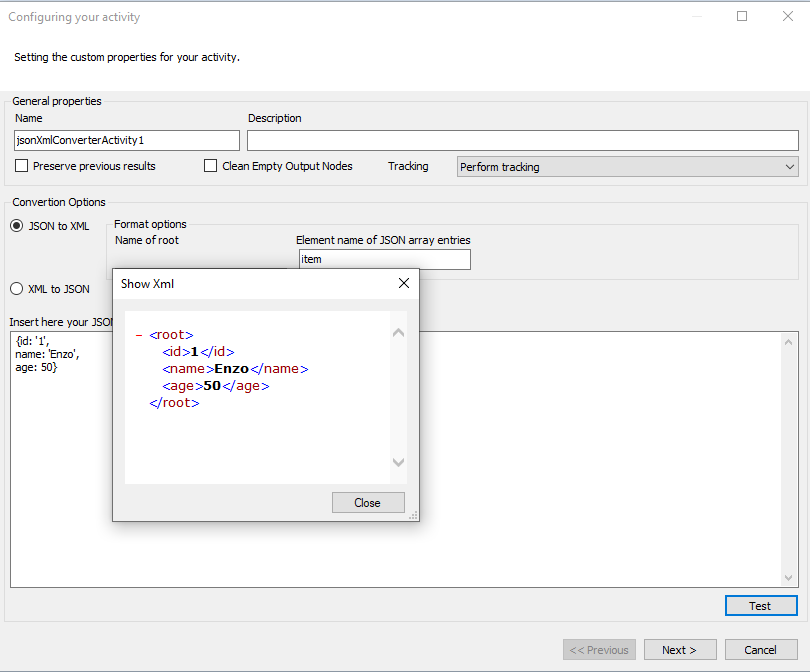 Configuring your activity
Setting the custom properties for your activity.
General properties
Name
Description
jsonXmlConverterActivity1
Preserve previous results
Clean Empty Output Nodes
Tracking
Perform tracking
Convertion Options
JSON to XML
Format options
Name of root
Element name of JSON array entries
item
XML to JSON
Insert here your JSON
{id: '1',
name: 'Enzo',
age: 50}
Show Xml
- <root>
<id>1</id>
<name>Enzo</name>
<age>50</age>
</root>
Close
Test
<< Previous
Next >
Cancel